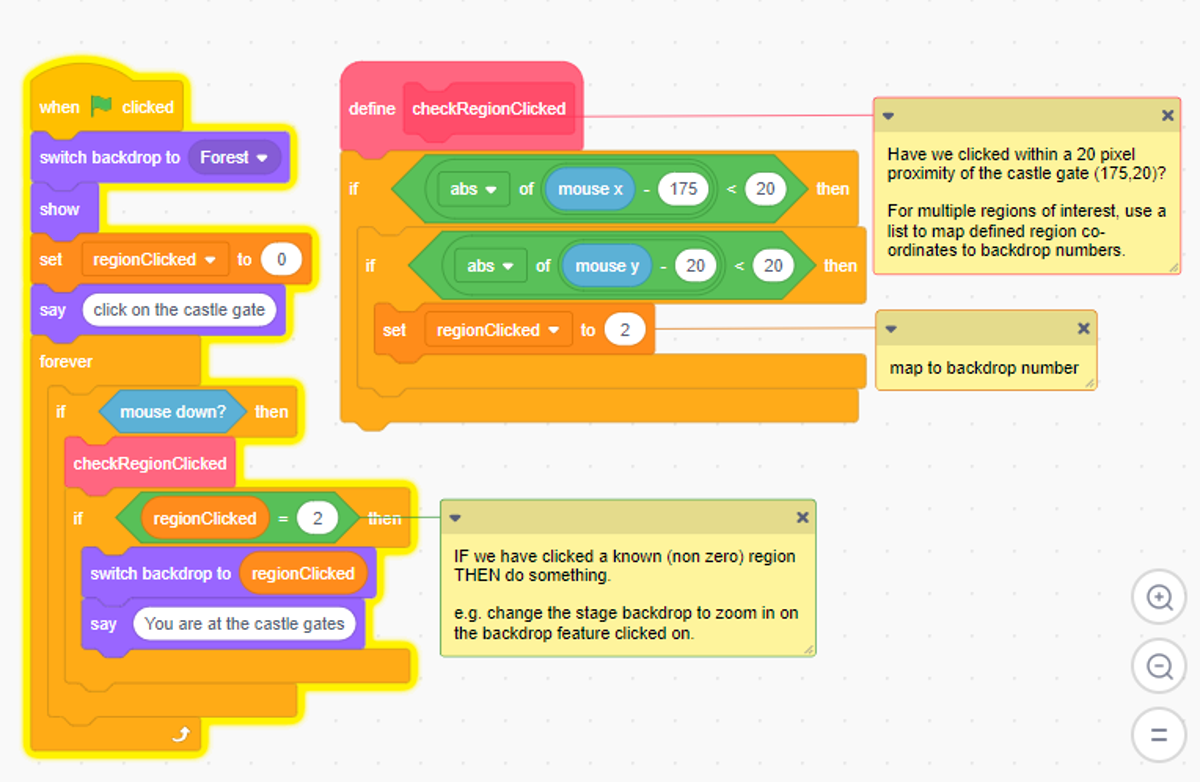 when clicked
switch backdrop to Forest
show
set regionClicked to 0
say click on the castle gate
forever
if mouse down? then
checkRegionClicked
if regionClicked = 2 then
switch backdrop to regionClicked
say You are at the castle gates
define checkRegionClicked
if abs of mouse x - 175 < 20 then
if abs of mouse y - 20 < 20 then
set regionClicked to 2
Have we clicked within a 20 pixel
proximity of the castle gate (175,20)?
For multiple regions of interest, use a
list to map defined region co-
ordinates to backdrop numbers.
map to backdrop number
IF we have clicked a known (non zero) region
THEN do something.
e.g. change the stage backdrop to zoom in on
the backdrop feature clicked on.